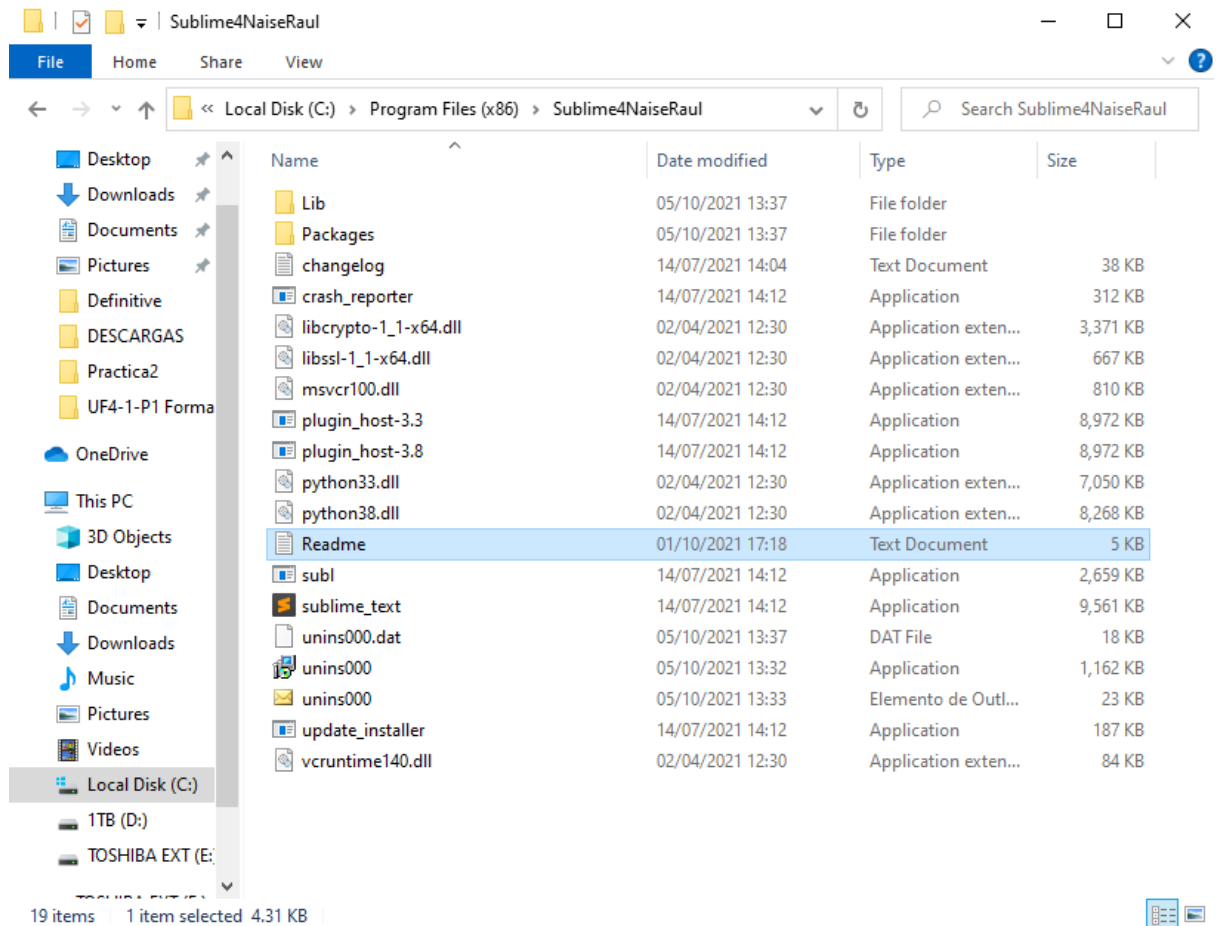 Sublime4NaiseRaul
File Home Share View
« Local Disk (C:) › Program Files (x86) › Sublime4NaiseRaul Search Sublime4NaiseRaul
Desktop
Downloads
Documents
Pictures
Definitive
DESCARGAS
Practica2
UF4-1-P1 Forma
OneDrive
This PC
3D Objects
Desktop
Documents
Downloads
Music
Pictures
Videos
Local Disk (C:)
1TB (D:)
TOSHIBA EXT (E:
Name Date modified Type Size
Lib 05/10/2021 13:37 File folder
Packages 05/10/2021 13:37 File folder
changelog 14/07/2021 14:04 Text Document 38 KB
crash_reporter 14/07/2021 14:12 Application 312 KB
libcrypto-1_1-x64.dll 02/04/2021 12:30 Application exten... 3,371 KB
libssl-1_1-x64.dll 02/04/2021 12:30 Application exten... 667 KB
msvcr100.dll 02/04/2021 12:30 Application exten... 810 KB
plugin_host-3.3 14/07/2021 14:12 Application 8,972 KB
plugin_host-3.8 14/07/2021 14:12 Application 8,972 KB
python33.dll 02/04/2021 12:30 Application exten... 7,050 KB
python38.dll 02/04/2021 12:30 Application exten... 8,268 KB
Readme 01/10/2021 17:18 Text Document 5 KB
subl 14/07/2021 14:12 Application 2,659 KB
sublime_text 14/07/2021 14:12 Application 9,561 KB
unins000.dat 05/10/2021 13:37 DAT File 18 KB
unins000 05/10/2021 13:32 Application 1,162 KB
unins000 05/10/2021 13:33 Elemento de Outl... 23 KB
update_installer 14/07/2021 14:12 Application 187 KB
vcruntime140.dll 02/04/2021 12:30 Application exten... 84 KB
19 items 1 item selected 4.31 KB